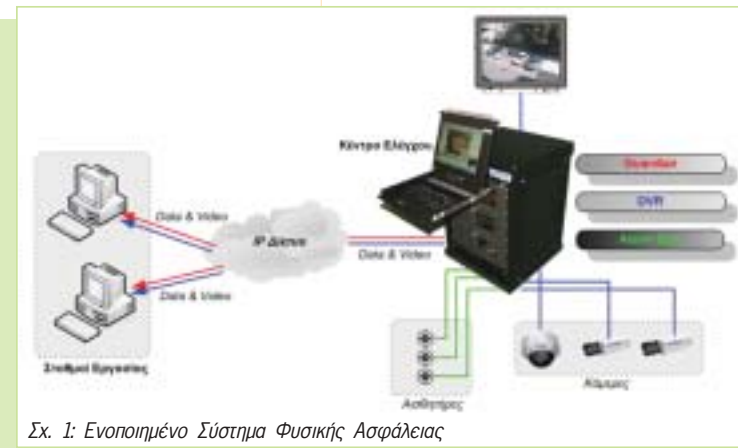 Κέντρο Ελέγχου
Guardian
DVR
Data & Video
IP Δίκτυο
Data & Video
Data & Video
Σταθμοί Εργασίας
Αισθητήρες
Κάμερες
Σχ. 1: Ενοποιημένο Σύστημα Φυσικής Ασφάλειας